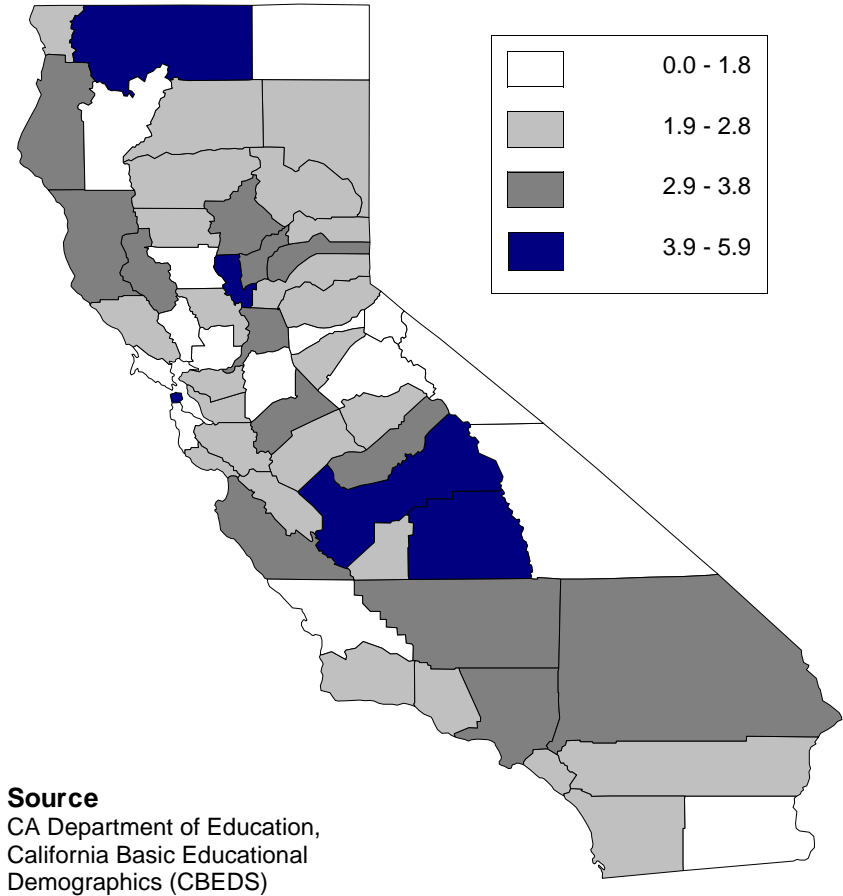 0.0 - 1.8
1.9 - 2.8
2.9 - 3.8
3.9 - 5.9
Source
CA Department of Education,
California Basic Educational
Demographics (CBEDS)